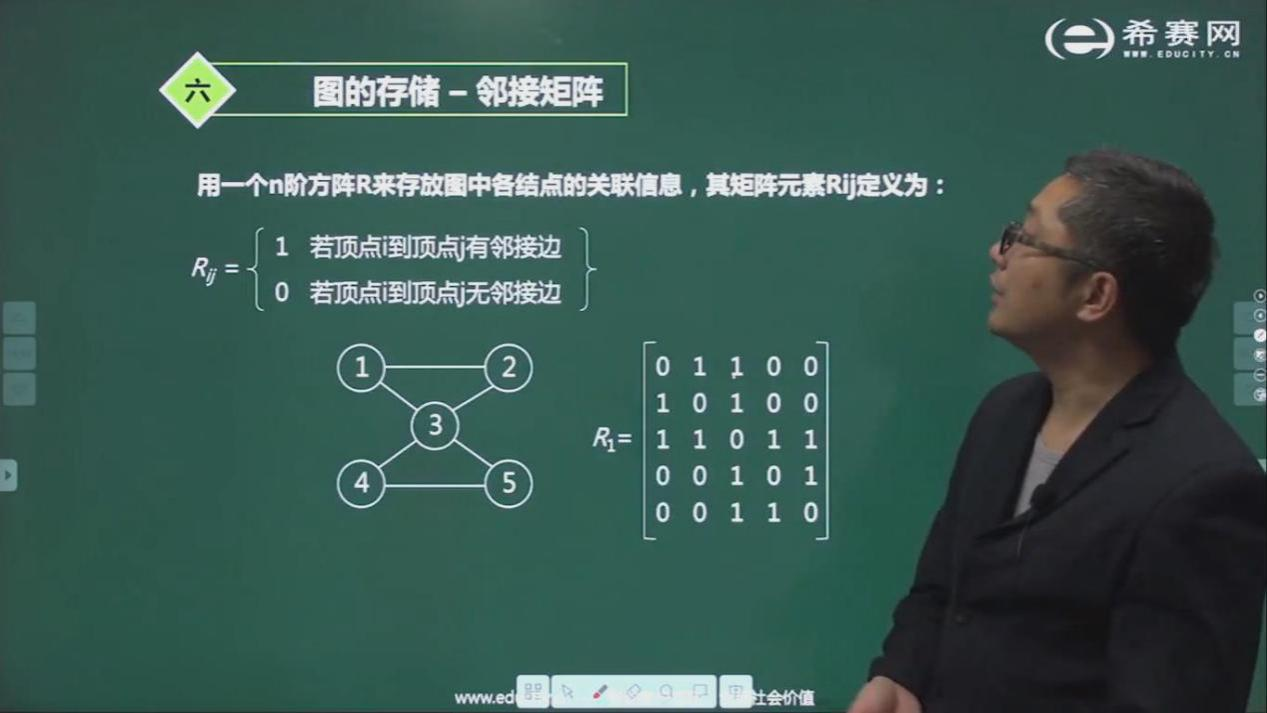 希赛网
WWW.EDUCITY.CN
六
图的存储 – 邻接矩阵
用一个n阶方阵R来存放图中各结点的关联信息，其矩阵元素Rij定义为：
Rij =
1 若顶点i到顶点j有邻接边
0 若顶点i到顶点j无邻接边
1
2
3
4
5
R1=
0 1 1 0 0
1 0 1 0 0
1 1 0 1 1
0 0 1 0 1
0 0 1 1 0
www.edu
社会价值